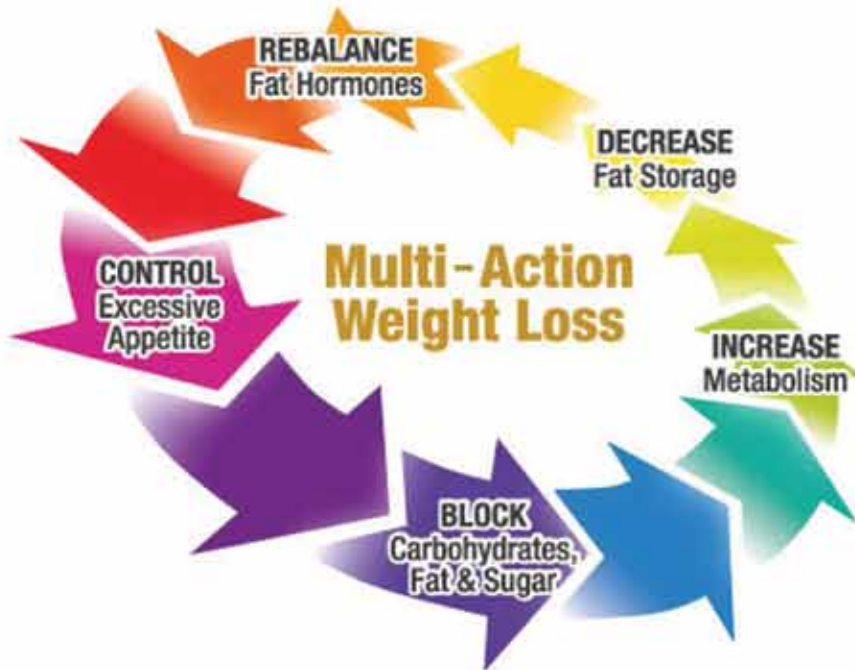 REBALANCE
Fat Hormones
DECREASE
Fat Storage
CONTROL
Excessive
Appetite
Multi-Action
Weight Loss
INCREASE
Metabolism
BLOCK
Carbohydrates,
Fat & Sugar